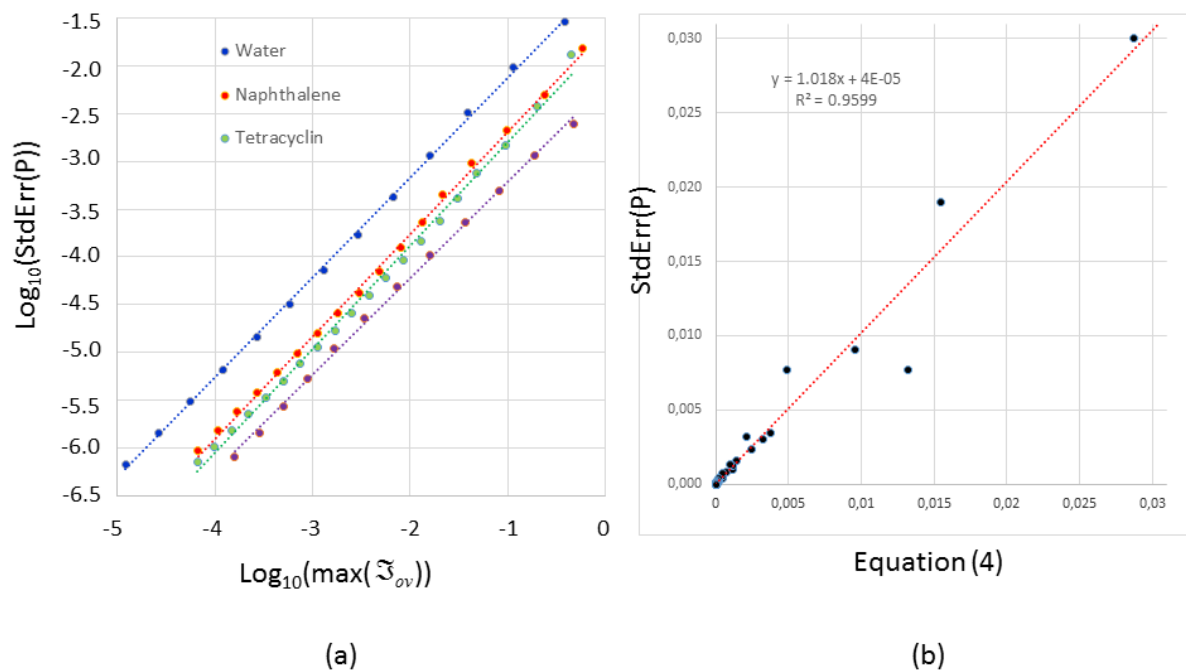 -1.5
-2.0
-2.5
-3.0
-3.5
-4.0
-4.5
-5.0
-5.5
-6.0
-6.5
Log₁₀(StdErr(P))
Water
Naphthalene
Tetracyclin
-5 -4 -3 -2 -1 0
Log₁₀(max(ℑₒᵥ))
(a)
0,030
0,025
0,020
0,015
0,010
0,005
0,000
StdErr(P)
y = 1.018x + 4E-05
R² = 0.9599
0 0,005 0,01 0,015 0,02 0,025 0,03
Equation (4)
(b)